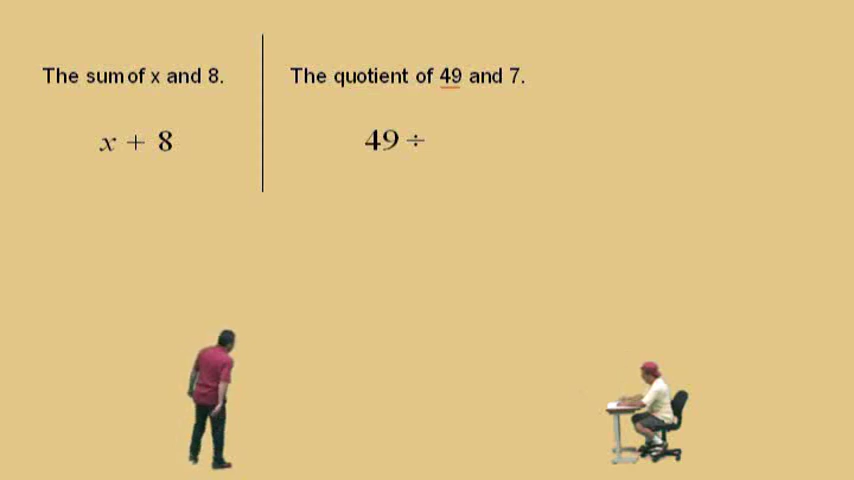 The sum of x and 8.
x + 8
The quotient of 49 and 7.
49 ÷